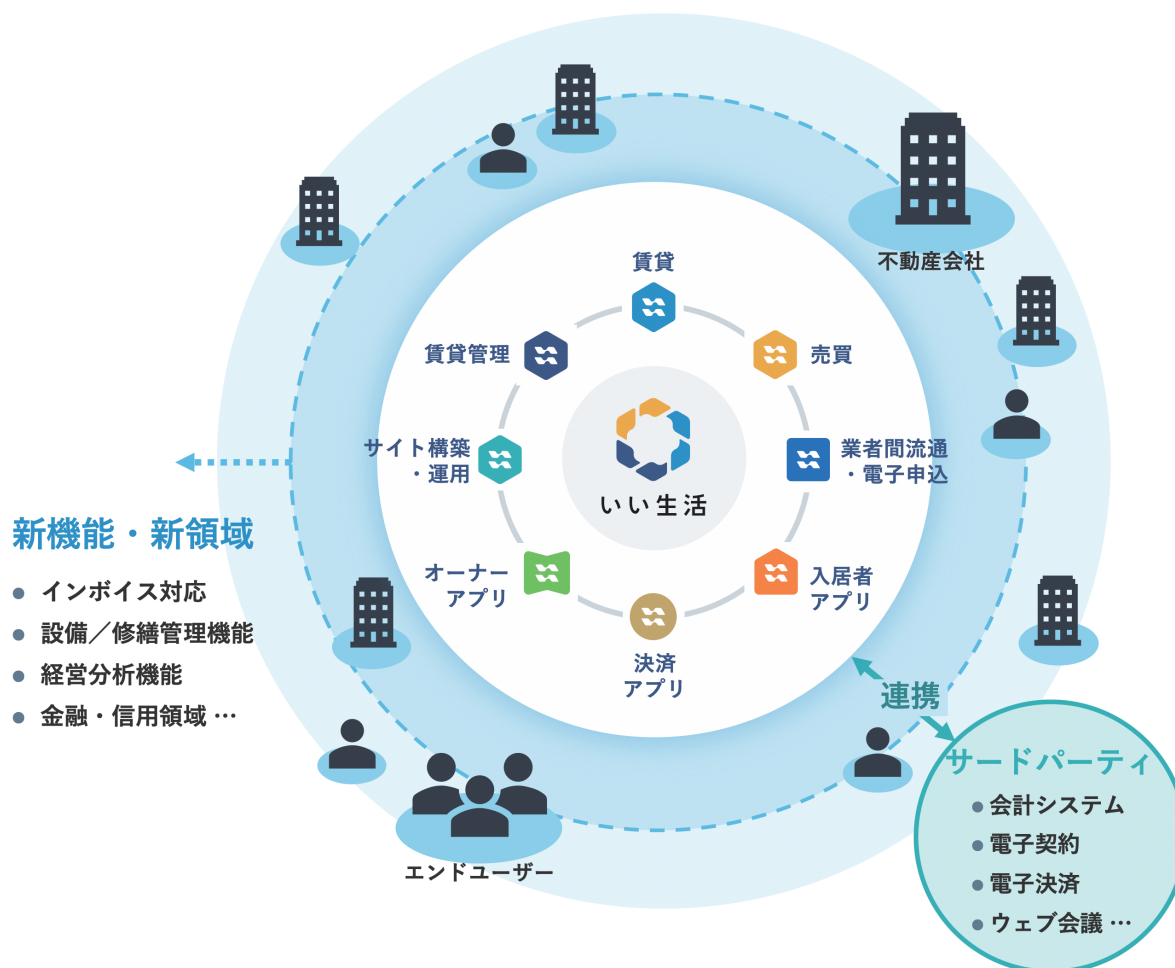 不動産会社
賃貸
賃貸管理
売買
サイト構築
・運用
業者間流通
・電子申込
いい生活
オーナー
アプリ
入居者
アプリ
決済
アプリ
新機能・新領域
● インボイス対応
● 設備／修繕管理機能
● 経営分析機能
● 金融・信用領域 …
連携
エンドユーザー
サードパーティ
● 会計システム
● 電子契約
● 電子決済
● ウェブ会議 …